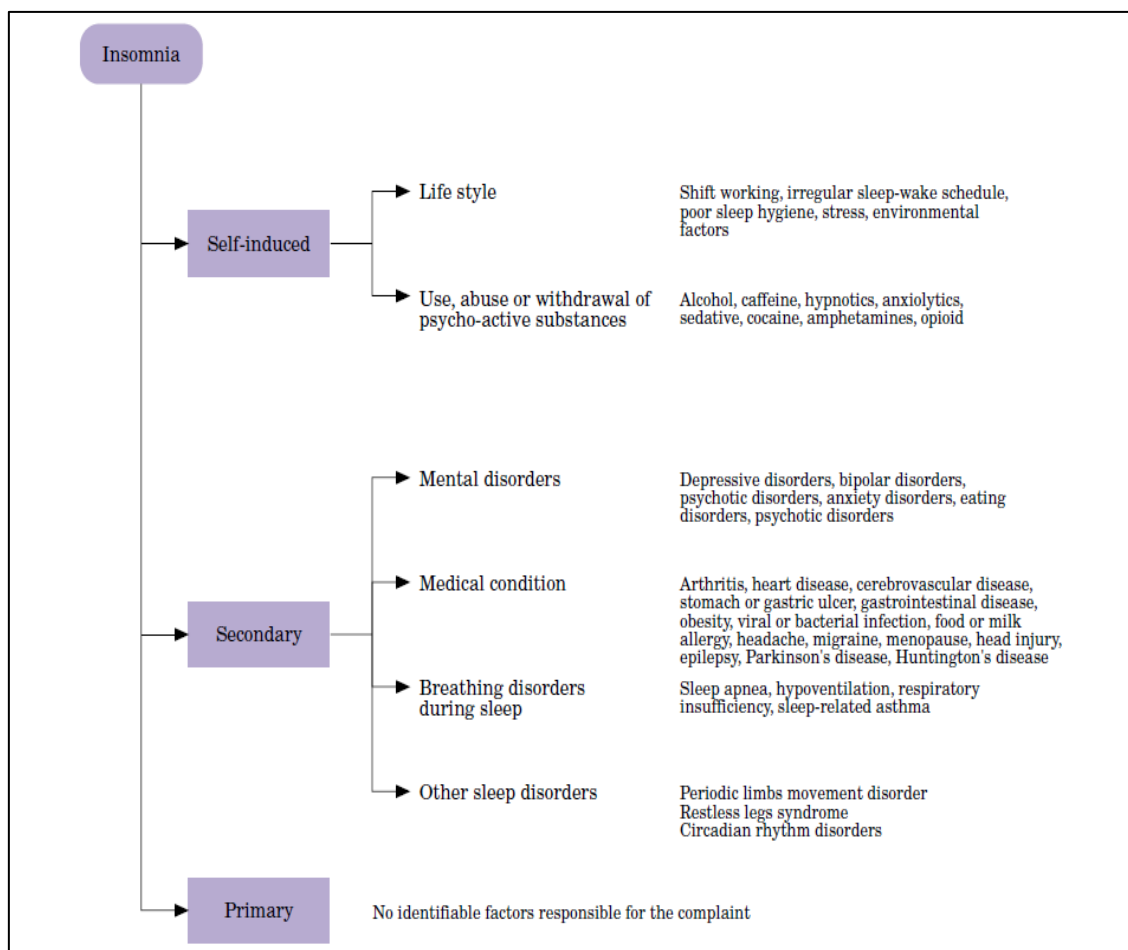 Insomnia
Life style
Shift working, irregular sleep-wake schedule,
poor sleep hygiene, stress, environmental
factors
Self-induced
Use, abuse or withdrawal of
psycho-active substances
Alcohol, caffeine, hypnotics, anxiolytics,
sedative, cocaine, amphetamines, opioid
Mental disorders
Depressive disorders, bipolar disorders,
psychotic disorders, anxiety disorders, eating
disorders, psychotic disorders
Medical condition
Arthritis, heart disease, cerebrovascular disease,
stomach or gastric ulcer, gastrointestinal disease,
obesity, viral or bacterial infection, food or milk
allergy, headache, migraine, menopause, head injury,
epilepsy, Parkinson's disease, Huntington's disease
Secondary
Breathing disorders
during sleep
Sleep apnea, hypoventilation, respiratory
insufficiency, sleep-related asthma
Other sleep disorders
Periodic limbs movement disorder
Restless legs syndrome
Circadian rhythm disorders
Primary
No identifiable factors responsible for the complaint